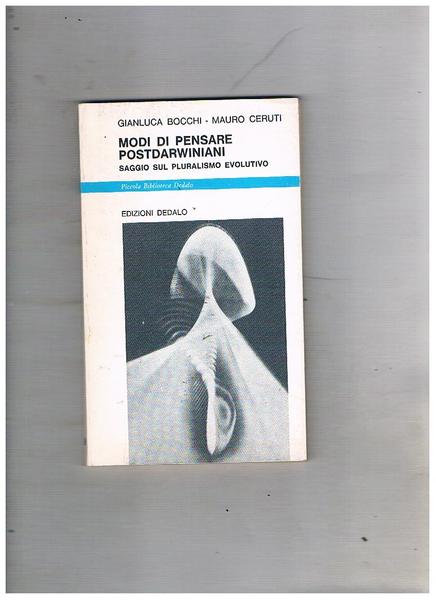 GIANLUCA BOCCHI - MAURO CERUTI
MODI DI PENSARE
POSTDARWINIANI
SAGGIO SUL PLURALISMO EVOLUTIVO
Piccola Biblioteca Dedalo
EDIZIONI DEDALO